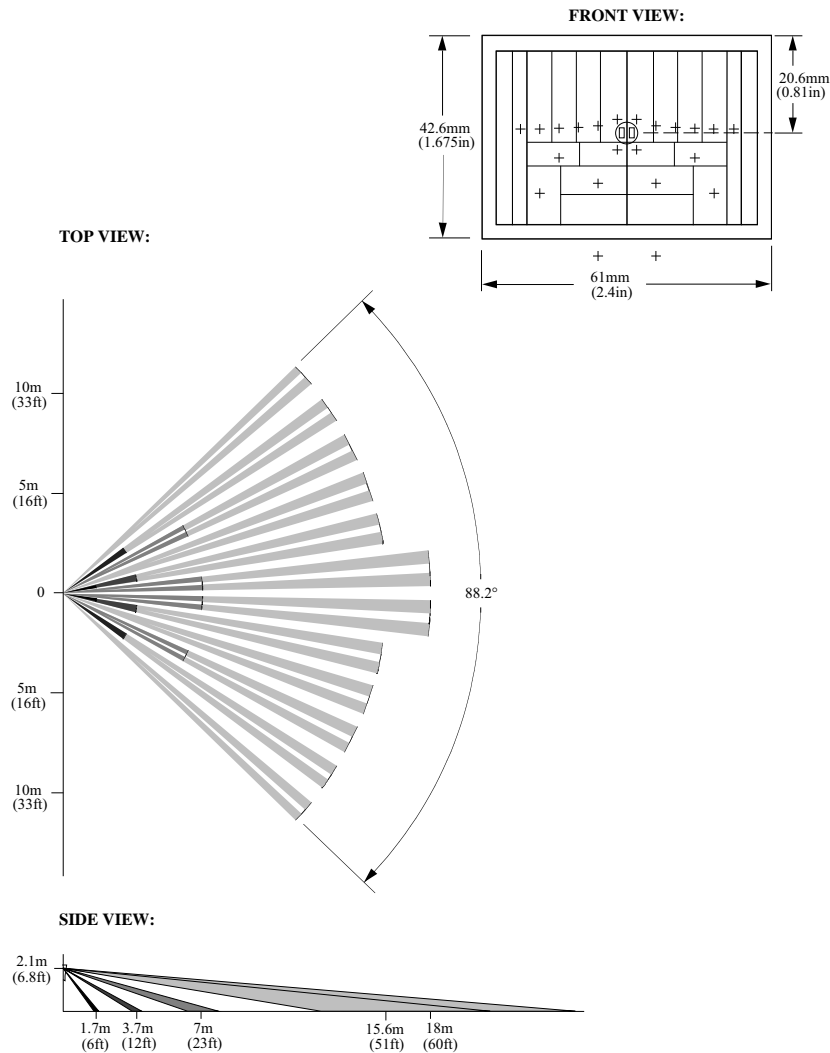 FRONT VIEW:
20.6mm
(0.81in)
42.6mm
(1.675in)
61mm
(2.4in)
TOP VIEW:
10m
(33ft)
5m
(16ft)
0
88.2°
5m
(16ft)
10m
(33ft)
SIDE VIEW:
2.1m
(6.8ft)
1.7m
(6ft)
3.7m
(12ft)
7m
(23ft)
15.6m
(51ft)
18m
(60ft)